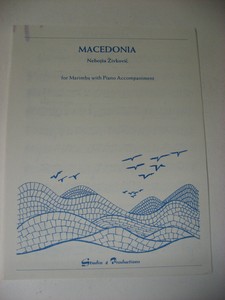 MACEDONIA
Nebojša Živković
for Marimba with Piano Accompaniment
Studio 4 Productions